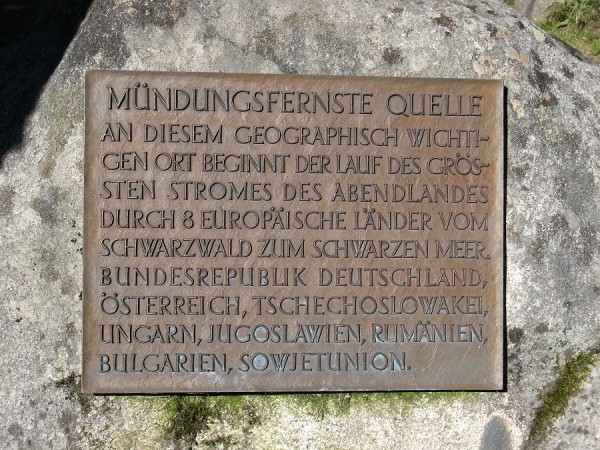 MÜNDUNGSFERNSTE QUELLE
AN DIESEM GEOGRAPHISCH WICHTI-
GEN ORT BEGINNT DER LAUF DES GRÖS-
STEN STROMES DES ABENDLANDES
DURCH 8 EUROPÄISCHE LÄNDER VOM
SCHWARZWALD ZUM SCHWARZEN MEER.
BUNDESREPUBLIK DEUTSCHLAND,
ÖSTERREICH, TSCHECHOSLOWAKEI,
UNGARN, JUGOSLAWIEN, RUMÄNIEN,
BULGARIEN, SOWJETUNION.